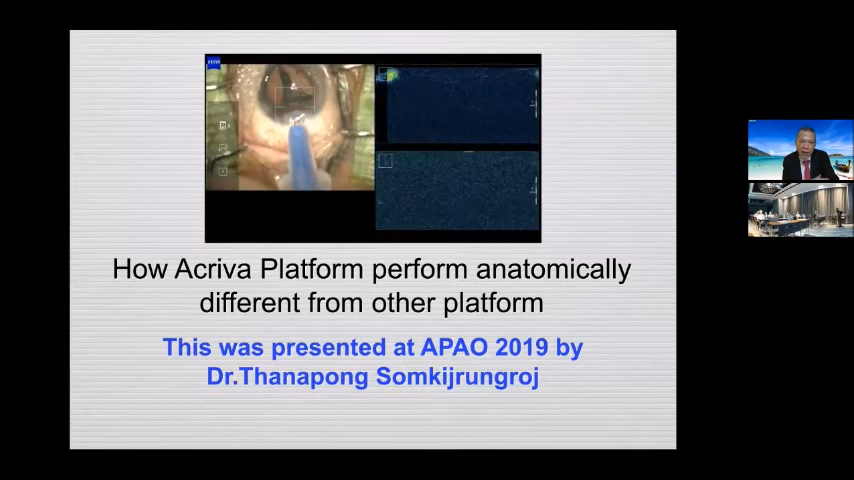 ZEISS
How Acriva Platform perform anatomically
different from other platform
This was presented at APAO 2019 by
Dr.Thanapong Somkijrungroj